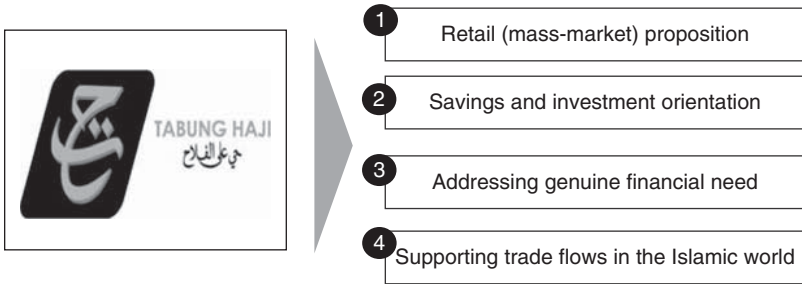 TABUNG HAJI
حي على الفلاح
1 Retail (mass-market) proposition
2 Savings and investment orientation
3 Addressing genuine financial need
4 Supporting trade flows in the Islamic world